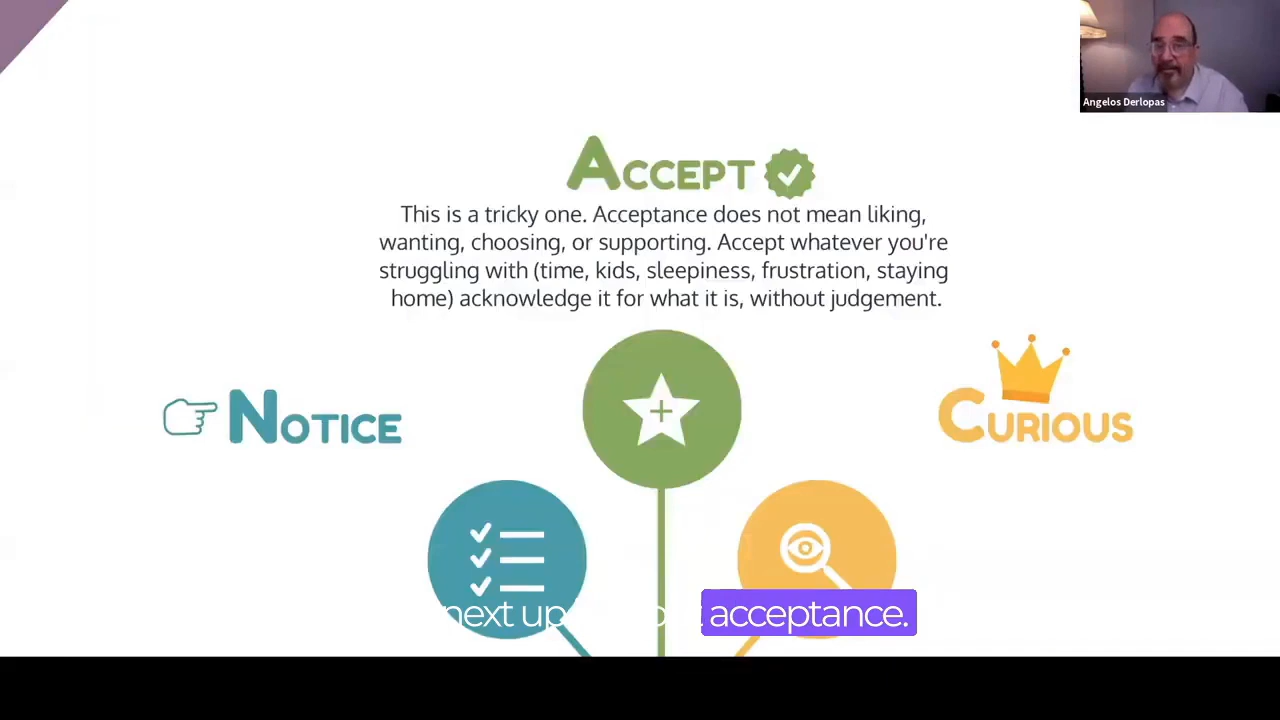 Angelos Derlopas
ACCEPT
This is a tricky one. Acceptance does not mean liking,
wanting, choosing, or supporting. Accept whatever you're
struggling with (time, kids, sleepiness, frustration, staying
home) acknowledge it for what it is, without judgement.
NOTICE
CURIOUS
next up acceptance.